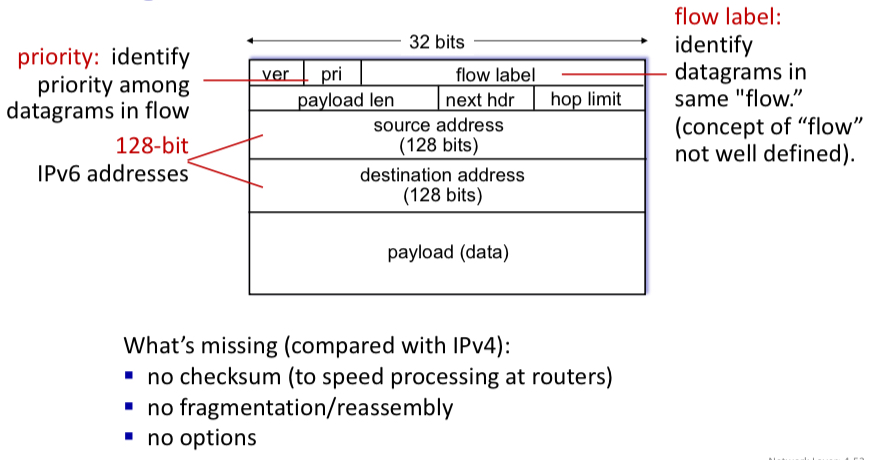 32 bits
priority: identify
priority among
datagrams in flow
128-bit
IPv6 addresses
ver pri flow label
payload len next hdr hop limit
source address
(128 bits)
destination address
(128 bits)
payload (data)
flow label:
identify
datagrams in
same "flow.”
(concept of “flow”
not well defined).
What’s missing (compared with IPv4):
▪ no checksum (to speed processing at routers)
▪ no fragmentation/reassembly
▪ no options